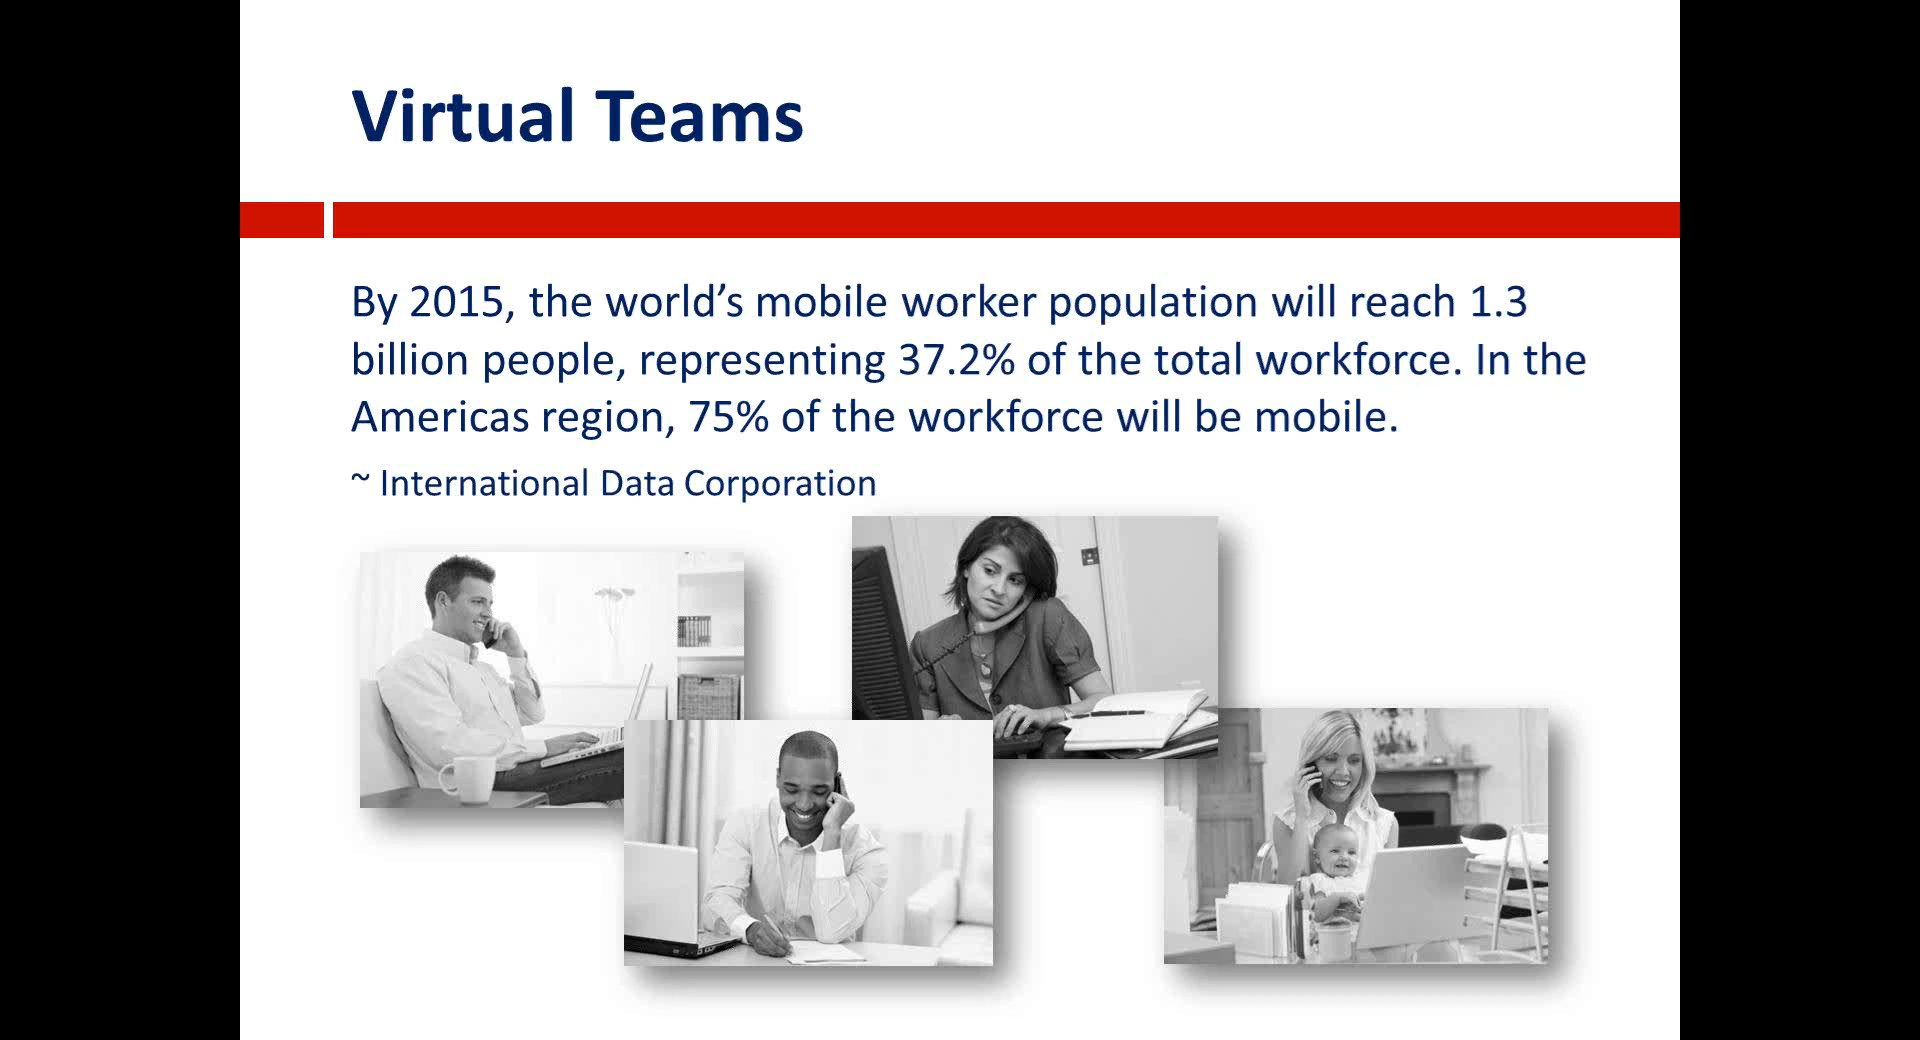 Virtual Teams
By 2015, the world’s mobile worker population will reach 1.3
billion people, representing 37.2% of the total workforce. In the
Americas region, 75% of the workforce will be mobile.
~ International Data Corporation